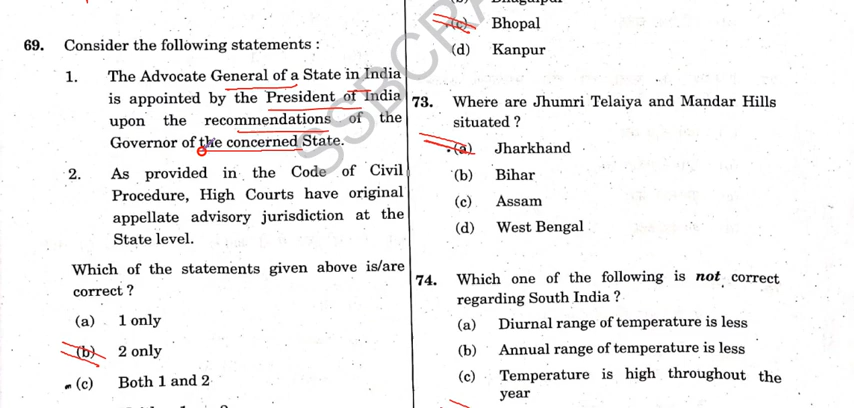 69. Consider the following statements :
1. The Advocate General of a State in India
is appointed by the President of India
upon the recommendations of the
Governor of the concerned State.
2. As provided in the Code of Civil
Procedure, High Courts have original
appellate advisory jurisdiction at the
State level.
Which of the statements given above is/are
correct ?
(a) 1 only
(b) 2 only
(c) Both 1 and 2
(c) Bhopal
(d) Kanpur
73. Where are Jhumri Telaiya and Mandar Hills
situated ?
(a) Jharkhand
(b) Bihar
(c) Assam
(d) West Bengal
74. Which one of the following is not correct
regarding South India ?
(a) Diurnal range of temperature is less
(b) Annual range of temperature is less
(c) Temperature is high throughout the
year
SSBCRA